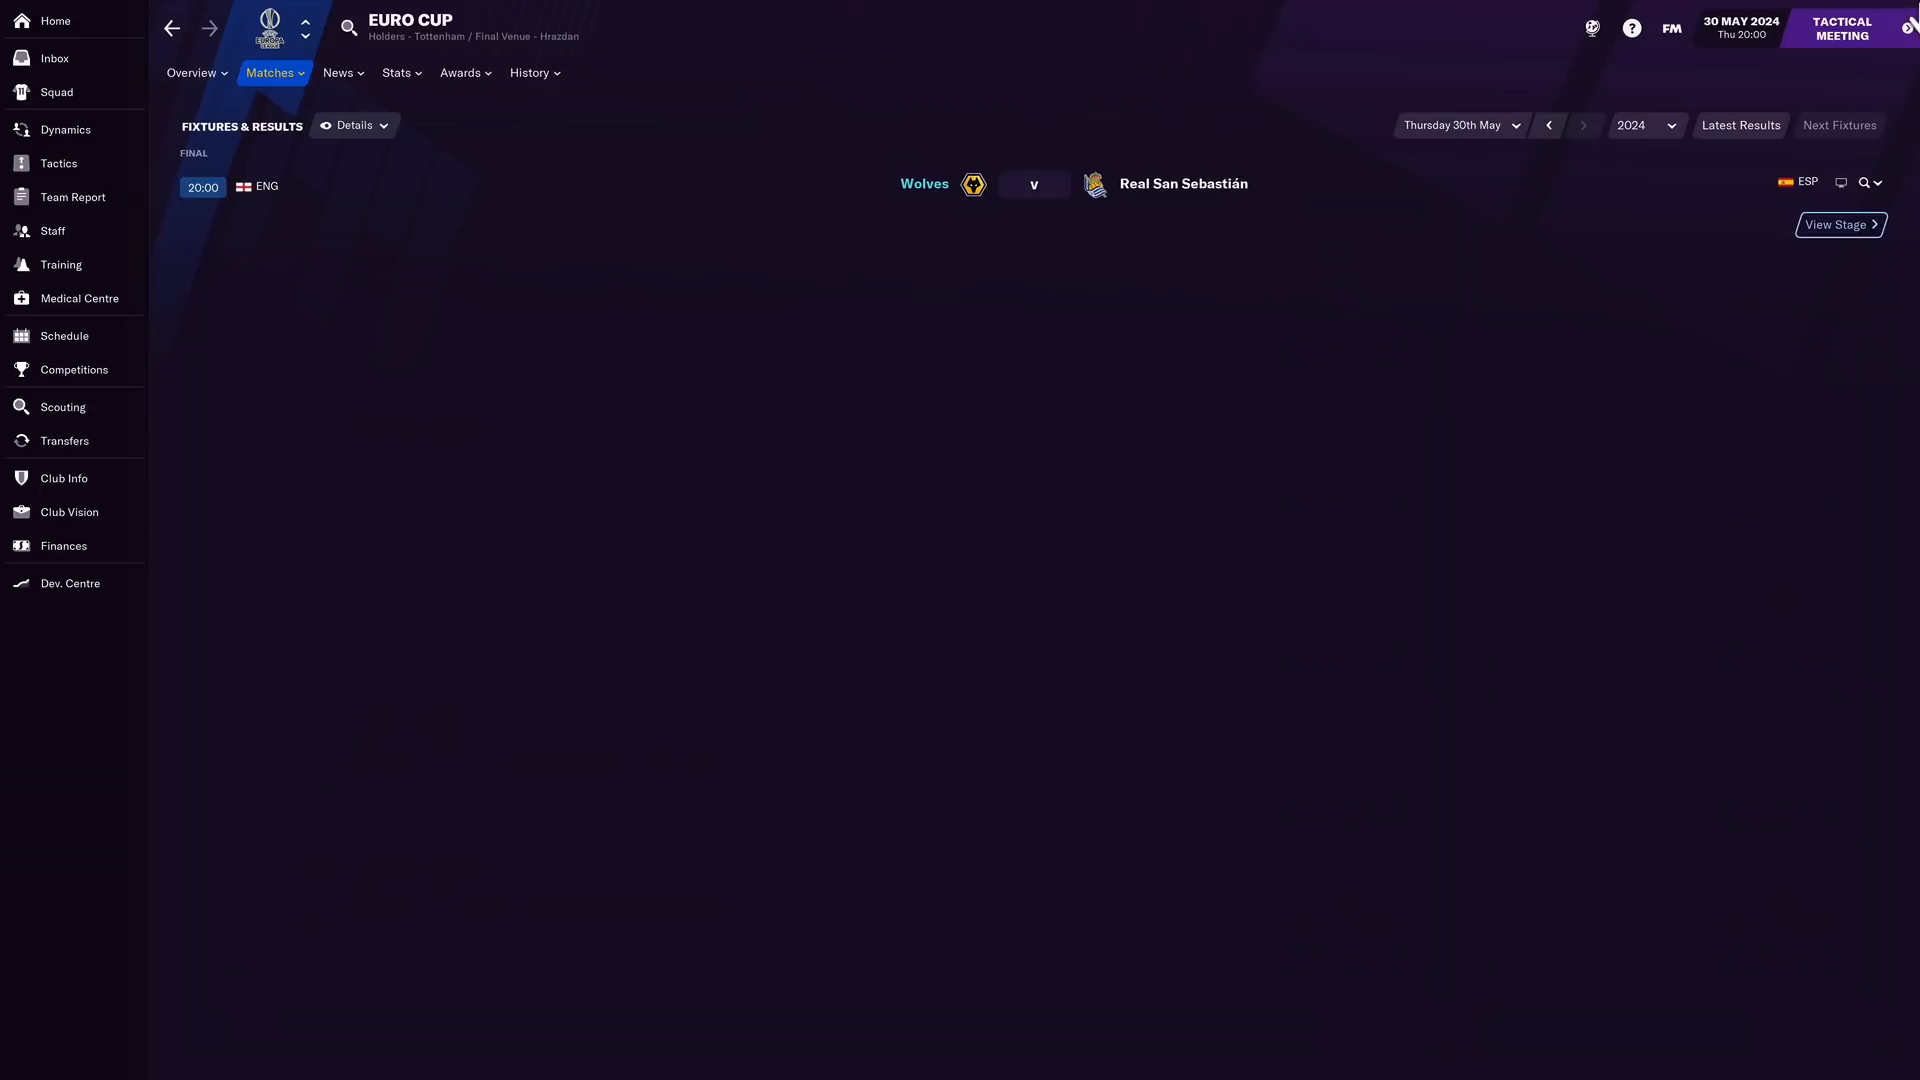 Home
Inbox
Squad
Dynamics
Tactics
Team Report
Staff
Training
Medical Centre
Schedule
Competitions
Scouting
Transfers
Club Info
Club Vision
Finances
Dev. Centre
EUROPA
LEAGUE
EURO CUP
Holders - Tottenham / Final Venue - Hrazdan
FM
30 MAY 2024
Thu 20:00
TACTICAL
MEETING
Overview
Matches
News
Stats
Awards
History
FIXTURES & RESULTS
Details
Thursday 30th May
2024
Latest Results
Next Fixtures
FINAL
20:00 ENG Wolves v Real San Sebastián ESP
View Stage